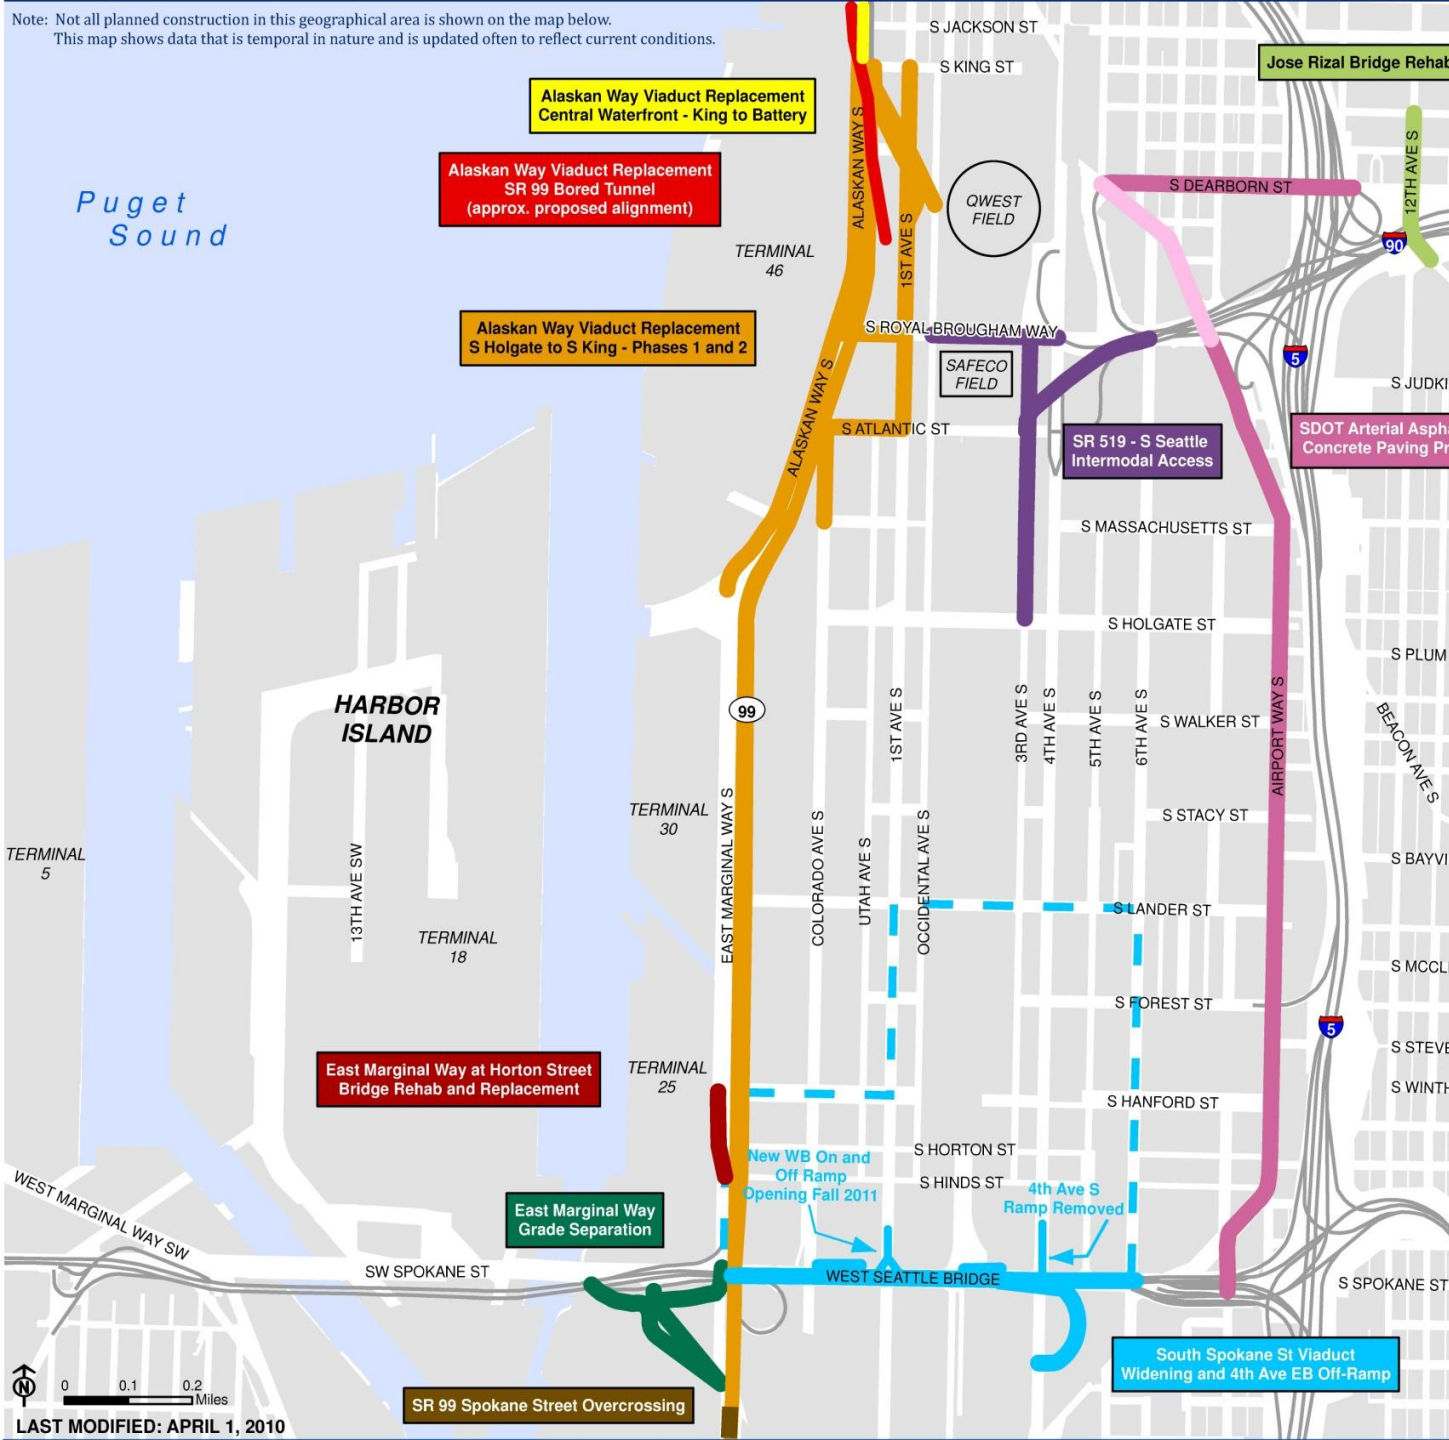 Note: Not all planned construction in this geographical area is shown on the map below.
This map shows data that is temporal in nature and is updated often to reflect current conditions.
S JACKSON ST
S KING ST
Jose Rizal Bridge Rehab
Alaskan Way Viaduct Replacement
Central Waterfront - King to Battery
ALASKAN WAY S
12TH AVE S
Alaskan Way Viaduct Replacement
SR 99 Bored Tunnel
(approx. proposed alignment)
S DEARBORN ST
Puget
Sound
QWEST
FIELD
90
TERMINAL
46
1ST AVE S
Alaskan Way Viaduct Replacement
S Holgate to S King - Phases 1 and 2
S ROYAL BROUGHAM WAY
5
SAFECO
FIELD
S JUDKI
ALASKAN WAY S
S ATLANTIC ST
SR 519 - S Seattle
Intermodal Access
SDOT Arterial Aspha
Concrete Paving Pr
S MASSACHUSETTS ST
S HOLGATE ST
S PLUM
HARBOR
ISLAND
99
1ST AVE S
3RD AVE S
4TH AVE S
5TH AVE S
6TH AVE S
S WALKER ST
AIRPORT WAY S
BEACON AVE S
TERMINAL
30
S STACY ST
TERMINAL
5
13TH AVE SW
EAST MARGINAL WAY S
COLORADO AVE S
UTAH AVE S
OCCIDENTAL AVE S
S BAYVI
S LANDER ST
TERMINAL
18
S MCCL
S FOREST ST
5
S STEVE
East Marginal Way at Horton Street
Bridge Rehab and Replacement
TERMINAL
25
S WINTH
S HANFORD ST
S HORTON ST
New WB On and
Off Ramp
Opening Fall 2011
S HINDS ST
4th Ave S
Ramp Removed
WEST MARGINAL WAY SW
East Marginal Way
Grade Separation
SW SPOKANE ST
WEST SEATTLE BRIDGE
S SPOKANE ST
South Spokane St Viaduct
Widening and 4th Ave EB Off-Ramp
N
0 0.1 0.2
Miles
SR 99 Spokane Street Overcrossing
LAST MODIFIED: APRIL 1, 2010